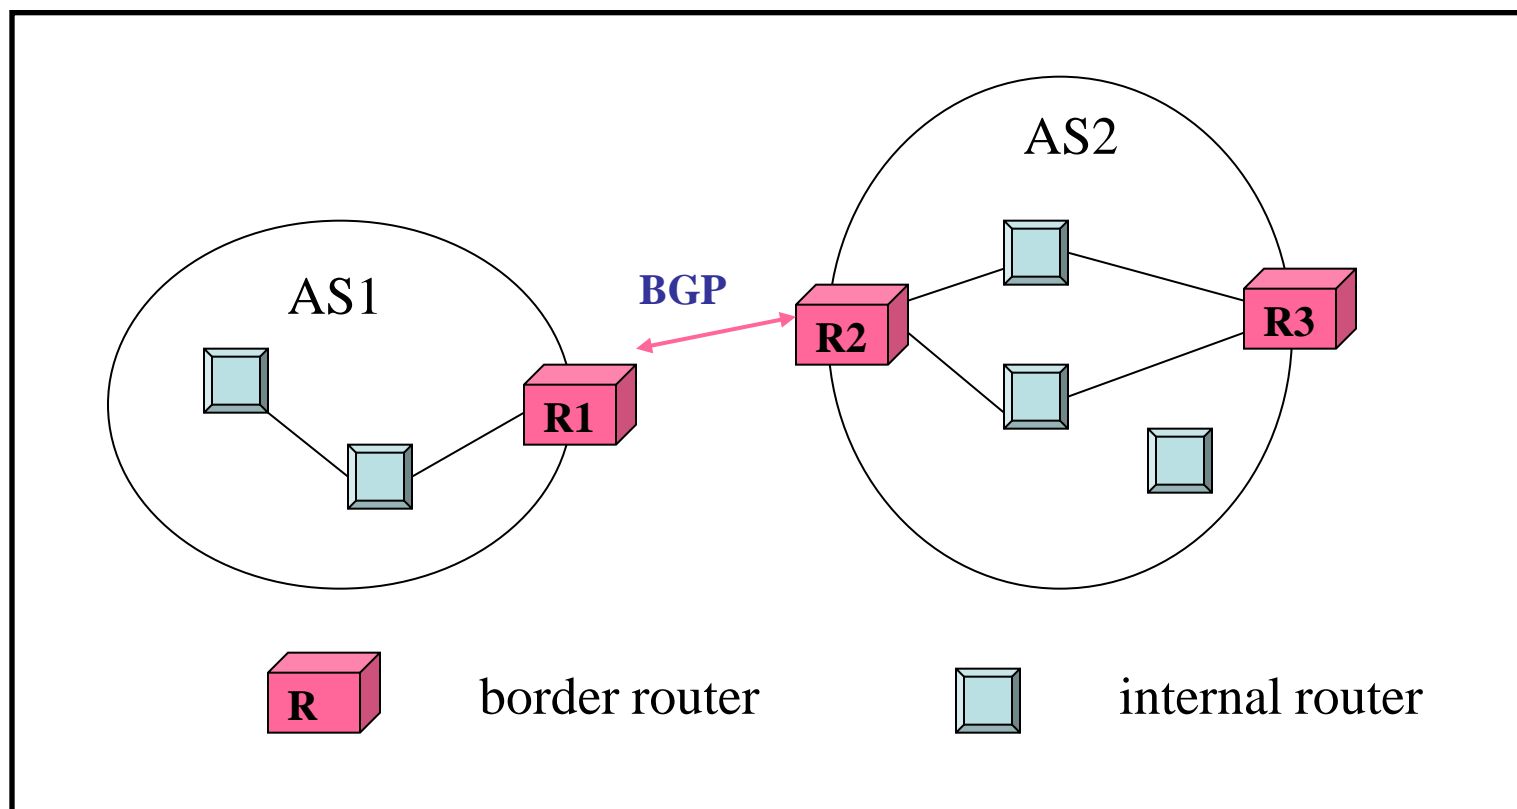 AS2
AS1
BGP
R2
R3
R1
R border router
internal router